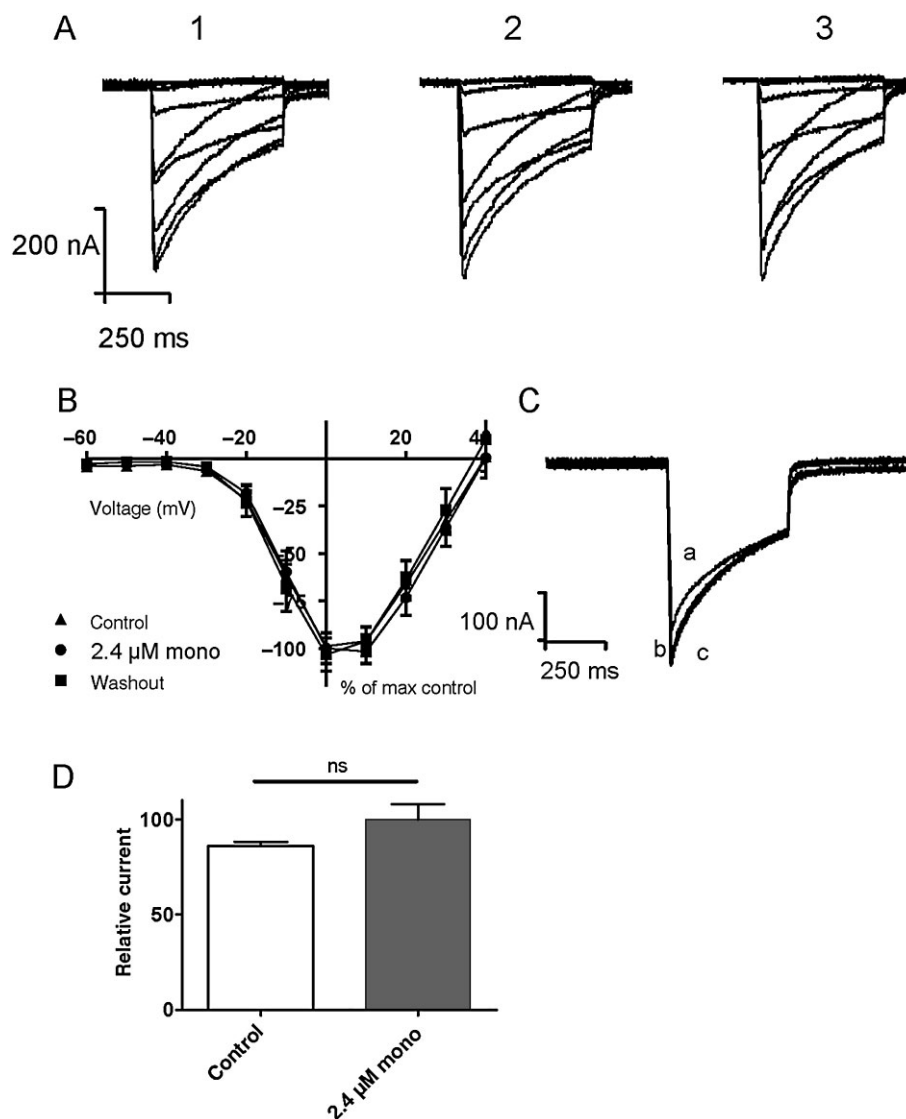 A 1 2 3
200 nA
250 ms
B C
−60 −40 −20 20 40
Voltage (mV)
−25
−50
−75
−100
Control
2.4 µM mono
Washout
% of max control
a
b c
100 nA
250 ms
D
ns
Relative current
100
50
0
Control
2.4 µM mono